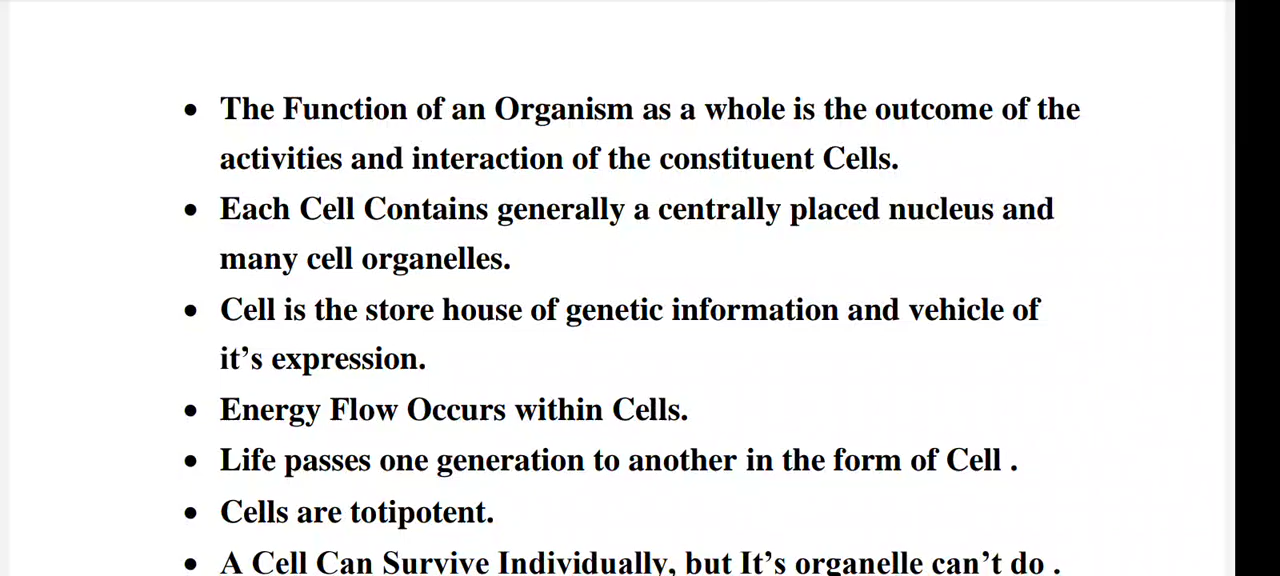 • The Function of an Organism as a whole is the outcome of the
activities and interaction of the constituent Cells.
• Each Cell Contains generally a centrally placed nucleus and
many cell organelles.
• Cell is the store house of genetic information and vehicle of
it’s expression.
• Energy Flow Occurs within Cells.
• Life passes one generation to another in the form of Cell .
• Cells are totipotent.
• A Cell Can Survive Individually, but It’s organelle can’t do .